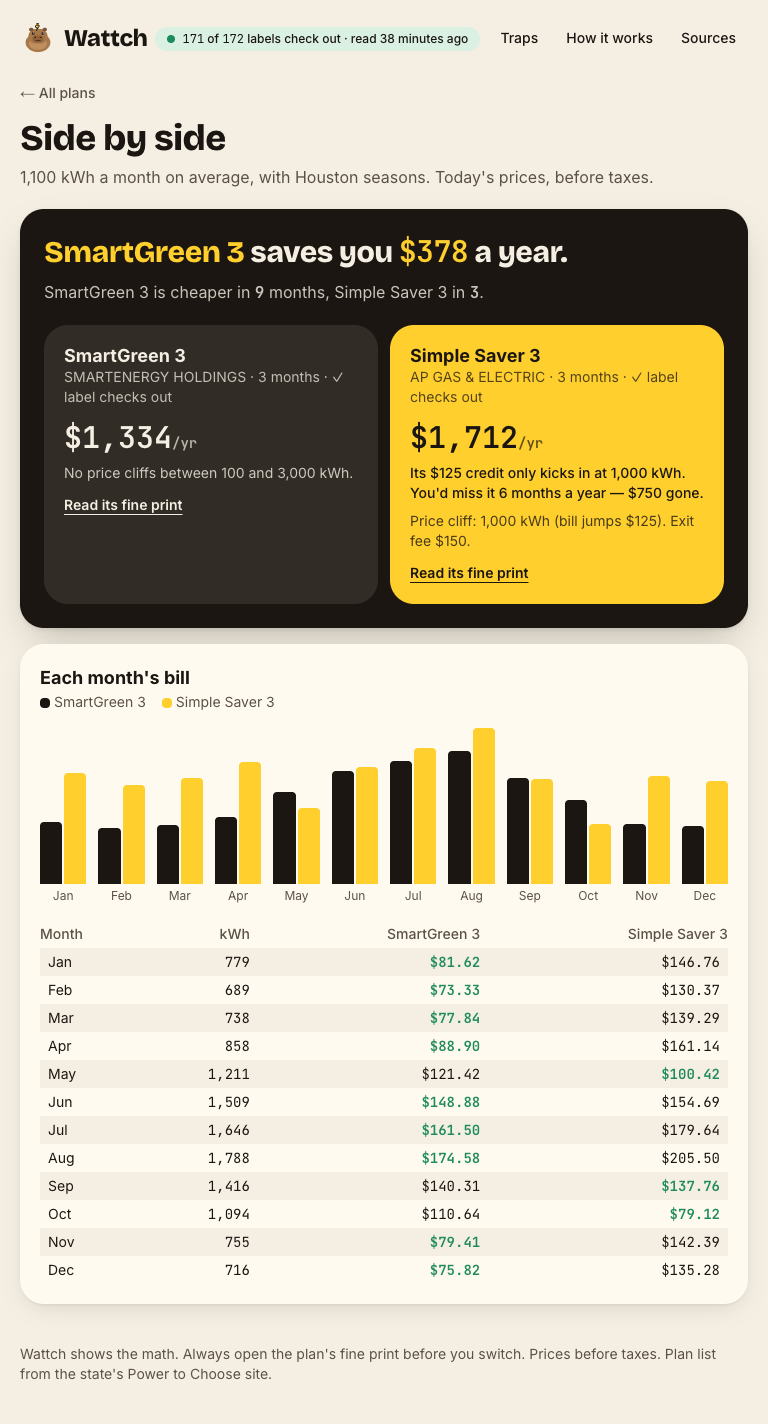 Wattch
171 of 172 labels check out · read 38 minutes ago
Traps
How it works
Sources
← All plans
Side by side
1,100 kWh a month on average, with Houston seasons. Today's prices, before taxes.
SmartGreen 3 saves you $378 a year.
SmartGreen 3 is cheaper in 9 months, Simple Saver 3 in 3.
SmartGreen 3
SMARTENERGY HOLDINGS · 3 months · ✓
label checks out
$1,334/yr
No price cliffs between 100 and 3,000 kWh.
Read its fine print
Simple Saver 3
AP GAS & ELECTRIC · 3 months · ✓ label
checks out
$1,712/yr
Its $125 credit only kicks in at 1,000 kWh.
You'd miss it 6 months a year — $750 gone.
Price cliff: 1,000 kWh (bill jumps $125). Exit
fee $150.
Read its fine print
Each month's bill
SmartGreen 3 Simple Saver 3
Jan Feb Mar Apr May Jun Jul Aug Sep Oct Nov Dec
Month kWh SmartGreen 3 Simple Saver 3
Jan 779 $81.62 $146.76
Feb 689 $73.33 $130.37
Mar 738 $77.84 $139.29
Apr 858 $88.90 $161.14
May 1,211 $121.42 $100.42
Jun 1,509 $148.88 $154.69
Jul 1,646 $161.50 $179.64
Aug 1,788 $174.58 $205.50
Sep 1,416 $140.31 $137.76
Oct 1,094 $110.64 $79.12
Nov 755 $79.41 $142.39
Dec 716 $75.82 $135.28
Wattch shows the math. Always open the plan's fine print before you switch. Prices before taxes. Plan list
from the state's Power to Choose site.